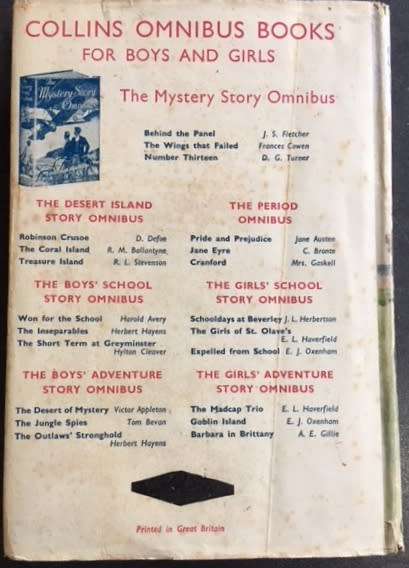 COLLINS OMNIBUS BOOKS
FOR BOYS AND GIRLS
The Mystery Story Omnibus
The
Mystery Story
Omnibus
Behind the Panel J. S. Fletcher
The Wings that Failed Frances Cowen
Number Thirteen D. G. Turner
THE DESERT ISLAND
STORY OMNIBUS
Robinson Crusoe D. Defoe
The Coral Island R. M. Ballantyne
Treasure Island R. L. Stevenson
THE PERIOD
OMNIBUS
Pride and Prejudice Jane Austen
Jane Eyre C. Bronte
Cranford Mrs. Gaskell
THE BOYS' SCHOOL
STORY OMNIBUS
Won for the School Harold Avery
The Inseparables Herbert Hayens
The Short Term at Greyminster
Hylton Cleaver
THE GIRLS' SCHOOL
STORY OMNIBUS
Schooldays at Beverley J. L. Herbertson
The Girls of St. Olave's
E. L. Haverfield
Expelled from School E. J. Oxenham
THE BOYS' ADVENTURE
STORY OMNIBUS
The Desert of Mystery Victor Appleton
The Jungle Spies Tom Bevan
The Outlaws' Stronghold
Herbert Hayens
THE GIRLS' ADVENTURE
STORY OMNIBUS
The Madcap Trio E. L. Haverfield
Goblin Island E. J. Oxenham
Barbara in Brittany A. E. Gillie
Printed in Great Britain